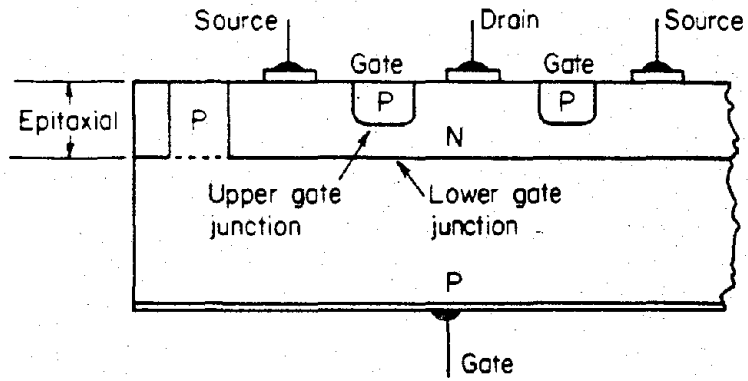 Source
Drain
Source
Gate
Gate
P
P
Epitaxial
P
N
Upper gate
junction
Lower gate
junction
P
Gate